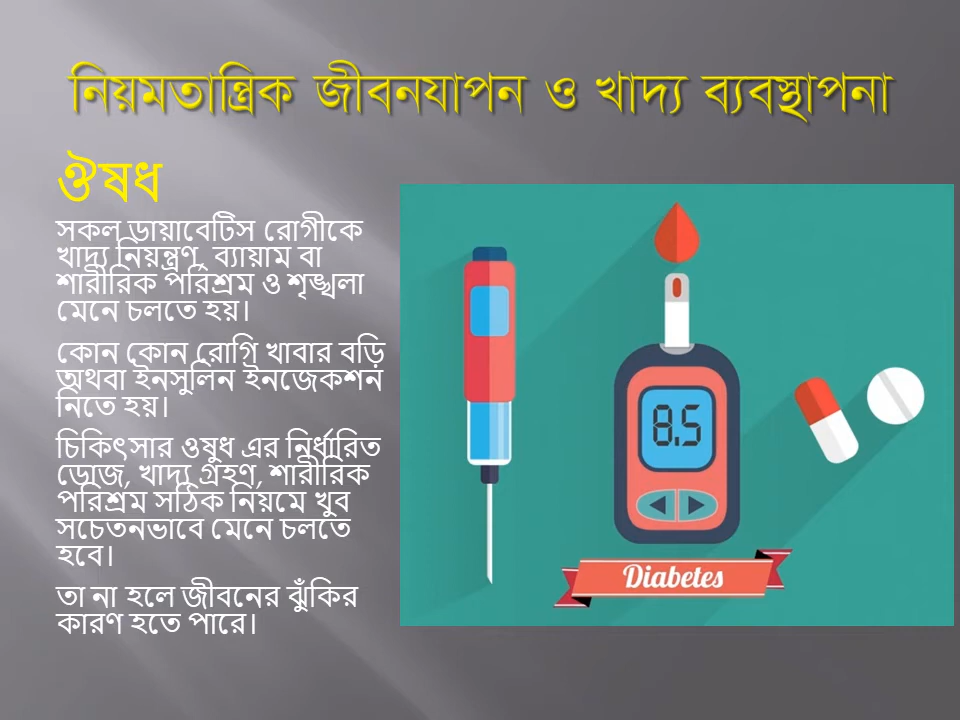 নিয়মতান্ত্রিক জীবনযাপন ও খাদ্য ব্যবস্থাপনা
ঔষধ
সকল ডায়াবেটিস রোগীকে
খাদ্য নিয়ন্ত্রণ, ব্যায়াম বা
শারীরিক পরিশ্রম ও শৃঙ্খলা
মেনে চলতে হয়।
কোন কোন রোগি খাবার বড়ি
অথবা ইনসুলিন ইনজেকশন
নিতে হয়।
চিকিৎসার ওষুধ এর নির্ধারিত
ডোজ, খাদ্য গ্রহণ, শারীরিক
পরিশ্রম সঠিক নিয়মে খুব
সচেতনভাবে মেনে চলতে
হবে।
তা না হলে জীবনের ঝুঁকির
কারণ হতে পারে।
8.5
Diabetes